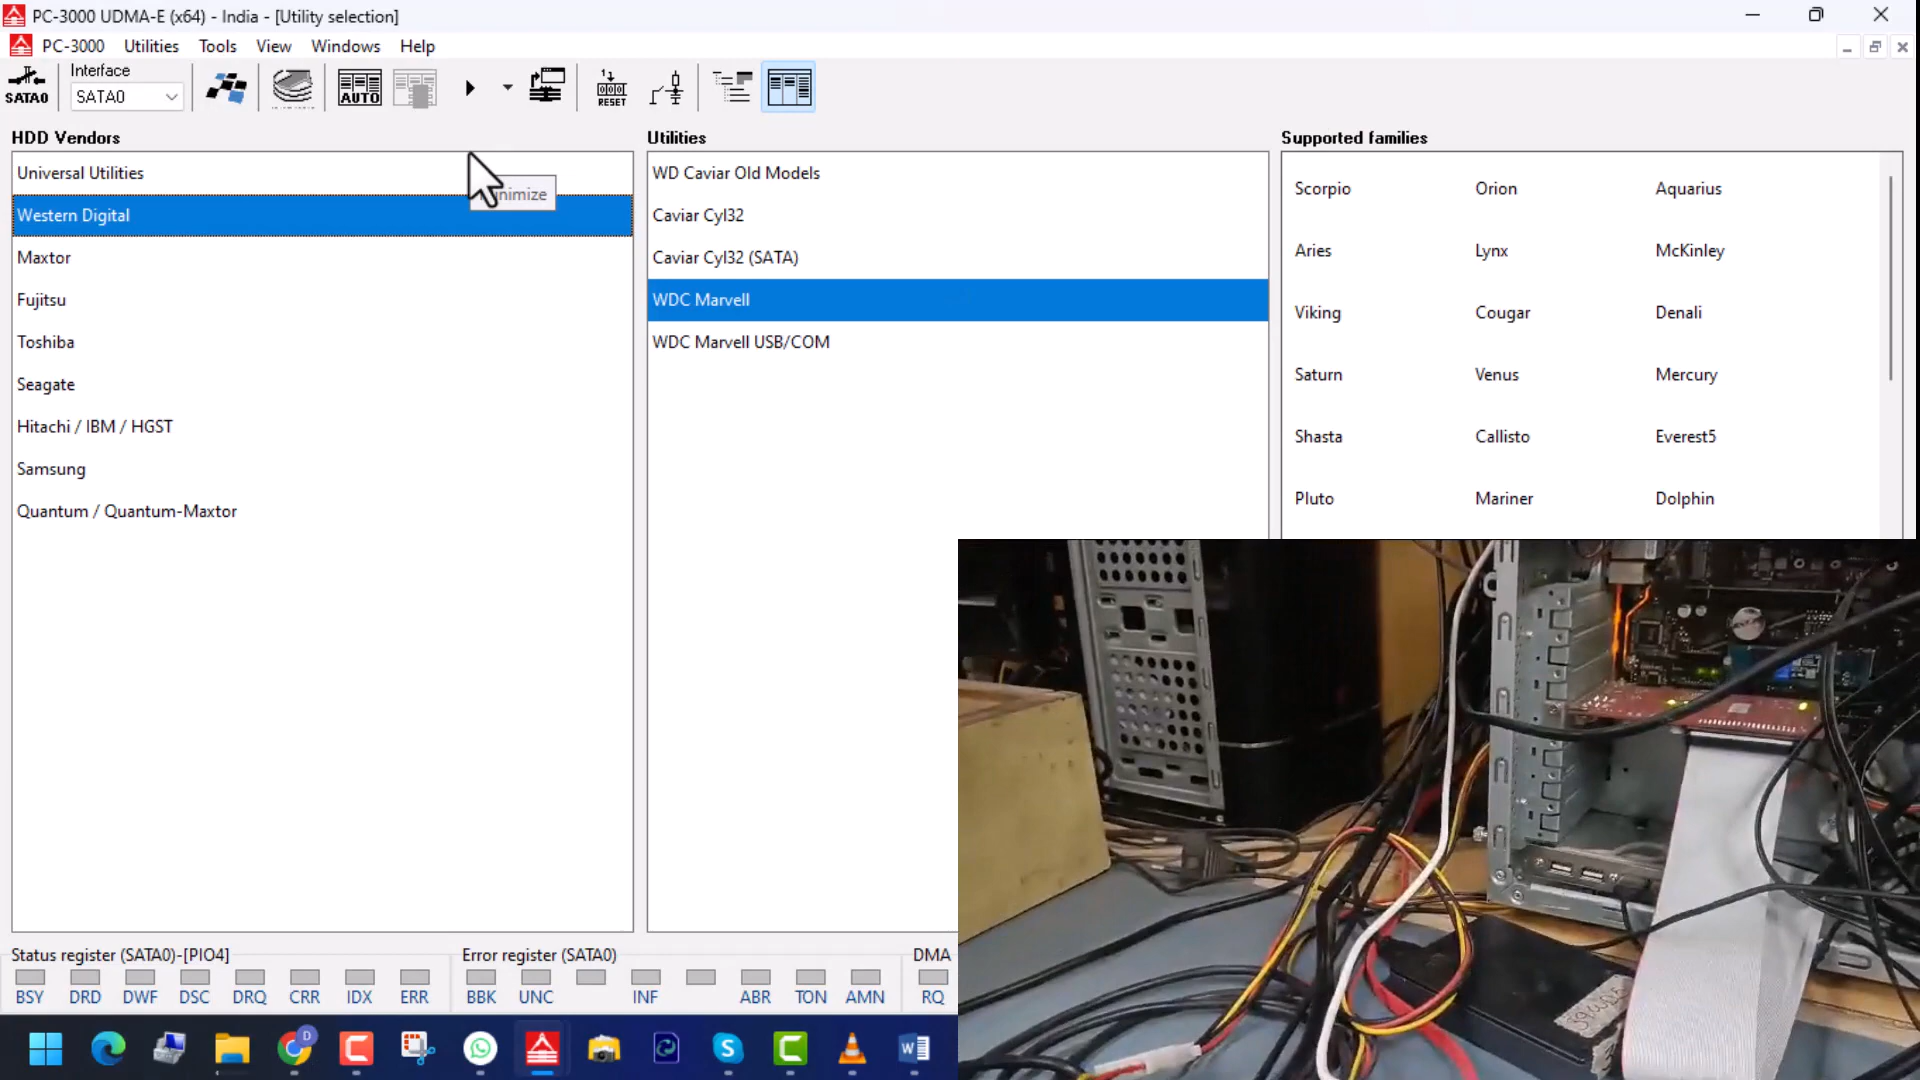 PC-3000 UDMA-E (x64) - India - [Utility selection]
PC-3000 Utilities Tools View Windows Help
SATA0
Interface
SATA0
AUTO
RESET
HDD Vendors
Universal Utilities
Western Digital
Maxtor
Fujitsu
Toshiba
Seagate
Hitachi / IBM / HGST
Samsung
Quantum / Quantum-Maxtor
Utilities
WD Caviar Old Models
Caviar Cyl32
Caviar Cyl32 (SATA)
WDC Marvell
WDC Marvell USB/COM
Supported families
Scorpio Orion Aquarius
Aries Lynx McKinley
Viking Cougar Denali
Saturn Venus Mercury
Shasta Callisto Everest5
Pluto Mariner Dolphin
Status register (SATA0)-[PIO4]
BSY DRD DWF DSC DRQ CRR IDX ERR
Error register (SATA0)
BBK UNC INF ABR TON AMN
DMA
RQ